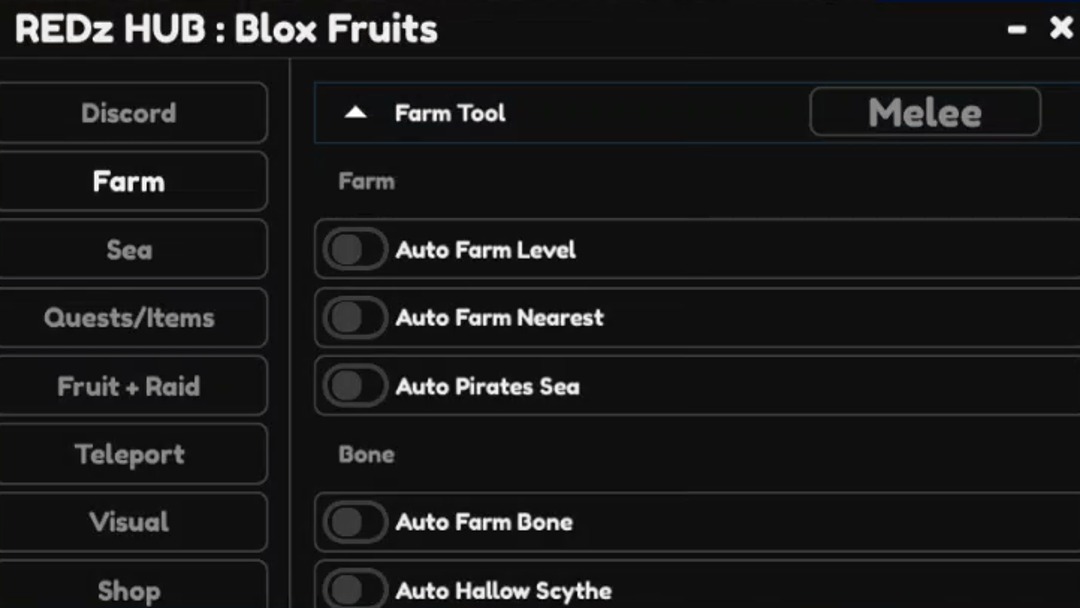 REDz HUB : Blox Fruits
Discord
Farm
Sea
Quests/Items
Fruit + Raid
Teleport
Visual
Shop
Farm Tool
Melee
Farm
Auto Farm Level
Auto Farm Nearest
Auto Pirates Sea
Bone
Auto Farm Bone
Auto Hallow Scythe